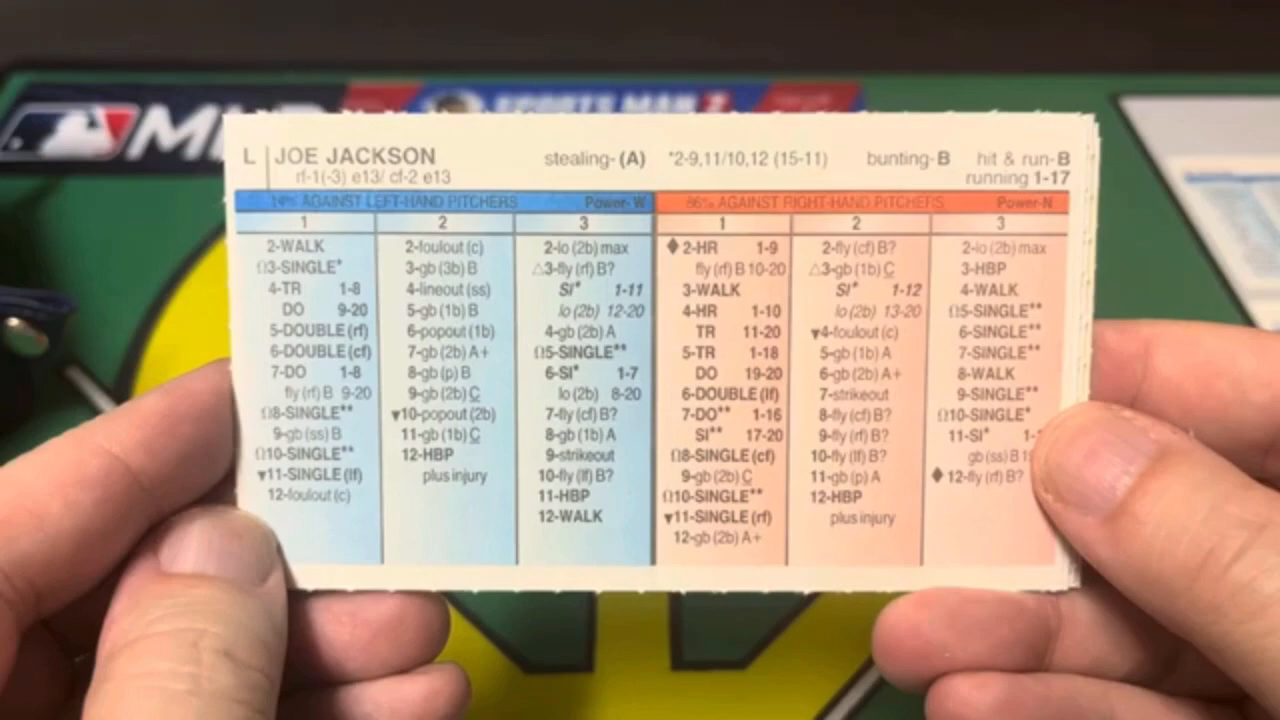 MLB
SPORTS MAN
L JOE JACKSON stealing- (A) *2-9,11/10,12 (15-11) bunting- B hit & run- B
rf-1(-3) e13/ cf-2 e13 running 1-17
14% AGAINST LEFT-HAND PITCHERS Power- W
1 2 3
2-WALK
Ω3-SINGLE*
4-TR 1-8
DO 9-20
5-DOUBLE (rf)
6-DOUBLE (cf)
7-DO 1-8
fly (rf) B 9-20
Ω8-SINGLE**
9-gb (ss) B
Ω10-SINGLE**
▼11-SINGLE (lf)
12-foulout (c)
2-foulout (c)
3-gb (3b) B
4-lineout (ss)
5-gb (1b) B
6-popout (1b)
7-gb (2b) A+
8-gb (p) B
9-gb (2b) C
▼10-popout (2b)
11-gb (1b) C
12-HBP
plus injury
2-lo (2b) max
△3-fly (rf) B?
SI* 1-11
lo (2b) 12-20
4-gb (2b) A
Ω5-SINGLE**
6-SI* 1-7
lo (2b) 8-20
7-fly (cf) B?
8-gb (1b) A
9-strikeout
10-fly (lf) B?
11-HBP
12-WALK
86% AGAINST RIGHT-HAND PITCHERS Power-N
1 2 3
♦2-HR 1-9
fly (rf) B 10-20
3-WALK
4-HR 1-10
TR 11-20
5-TR 1-18
DO 19-20
6-DOUBLE (lf)
7-DO** 1-16
SI** 17-20
Ω8-SINGLE (cf)
9-gb (2b) C
Ω10-SINGLE**
▼11-SINGLE (rf)
12-gb (2b) A+
2-fly (cf) B?
△3-gb (1b) C
SI* 1-12
lo (2b) 13-20
▼4-foulout (c)
5-gb (1b) A
6-gb (2b) A+
7-strikeout
8-fly (cf) B?
9-fly (rf) B?
10-fly (lf) B?
11-gb (p) A
12-HBP
plus injury
2-lo (2b) max
3-HBP
4-WALK
Ω5-SINGLE**
6-SINGLE**
7-SINGLE**
8-WALK
9-SINGLE**
Ω10-SINGLE*
11-SI* 1-
gb (ss) B
♦12-fly (rf) B?